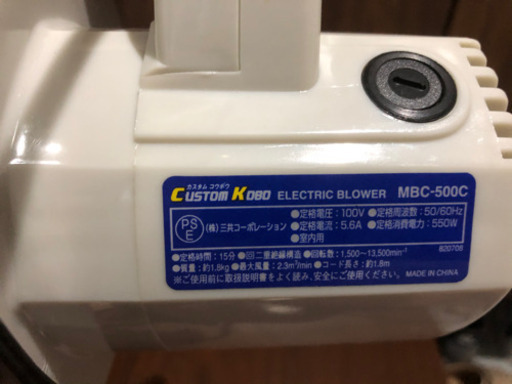 カスタム コウボウ
CUSTOM KOBO ELECTRIC BLOWER MBC-500C
PS
E
(株) 三共コーポレーション
●定格電圧：100V ●定格周波数：50/60Hz
●定格電流：5.6A ●定格消費電力：550W
●室内用
820706
●定格時間：15分 ●回二重絶縁構造 ●回転数：1,500～13,500min⁻¹
●質量：約1.8kg ●最大風量：2.3m³/min ●コード長さ：約1.8m
●ご使用前に取扱説明書をよく読み、安全にご使用ください。 MADE IN CHINA